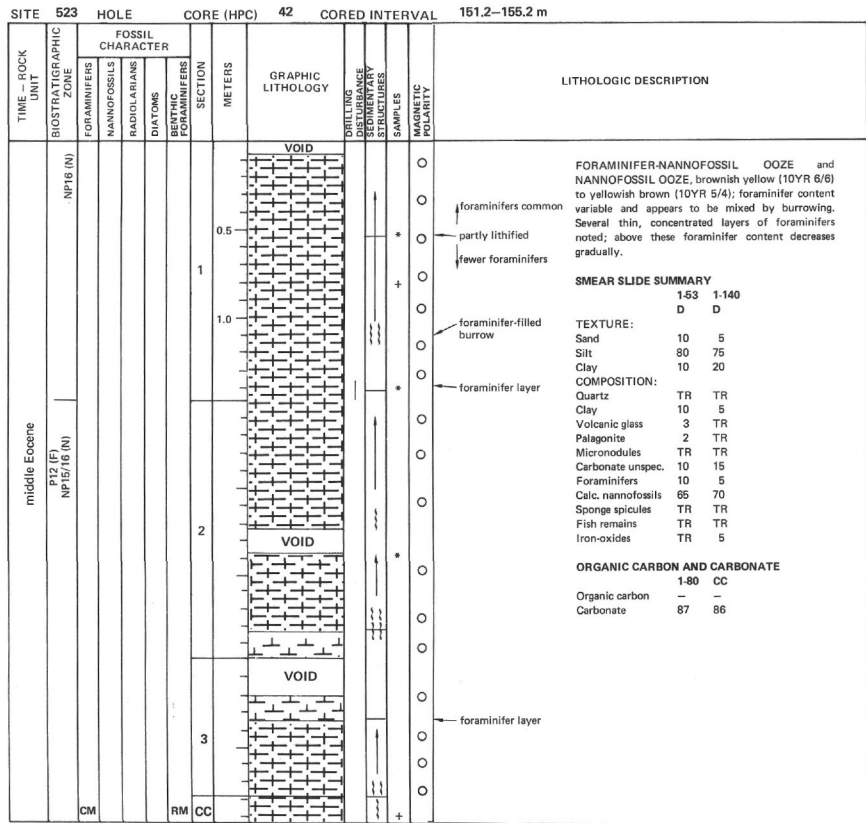 SITE 523 HOLE CORE (HPC) 42 CORED INTERVAL 151.2–155.2 m
TIME – ROCK UNIT
BIOSTRATIGRAPHIC ZONE
FOSSIL CHARACTER
FORAMINIFERS
NANNOFOSSILS
RADIOLARIANS
DIATOMS
BENTHIC FORAMINIFERS
SECTION
METERS
GRAPHIC LITHOLOGY
DRILLING DISTURBANCE
SEDIMENTARY STRUCTURES
SAMPLES
MAGNETIC POLARITY
LITHOLOGIC DESCRIPTION
middle Eocene
NP16 (N)
P12 (F)
NP15/16 (N)
CM
RM
1
2
3
CC
0.5
1.0
VOID
VOID
VOID
*
+
*
*
+
foraminifers common
partly lithified
fewer foraminifers
foraminifer-filled
burrow
foraminifer layer
foraminifer layer
FORAMINIFER-NANNOFOSSIL OOZE and
NANNOFOSSIL OOZE, brownish yellow (10YR 6/6)
to yellowish brown (10YR 5/4); foraminifer content
variable and appears to be mixed by burrowing.
Several thin, concentrated layers of foraminifers
noted; above these foraminifer content decreases
gradually.
SMEAR SLIDE SUMMARY
1-53 1-140
D D
TEXTURE:
Sand 10 5
Silt 80 75
Clay 10 20
COMPOSITION:
Quartz TR TR
Clay 10 5
Volcanic glass 3 TR
Palagonite 2 TR
Micronodules TR TR
Carbonate unspec. 10 15
Foraminifers 10 5
Calc. nannofossils 65 70
Sponge spicules TR TR
Fish remains TR TR
Iron-oxides TR 5
ORGANIC CARBON AND CARBONATE
1-80 CC
Organic carbon – –
Carbonate 87 86